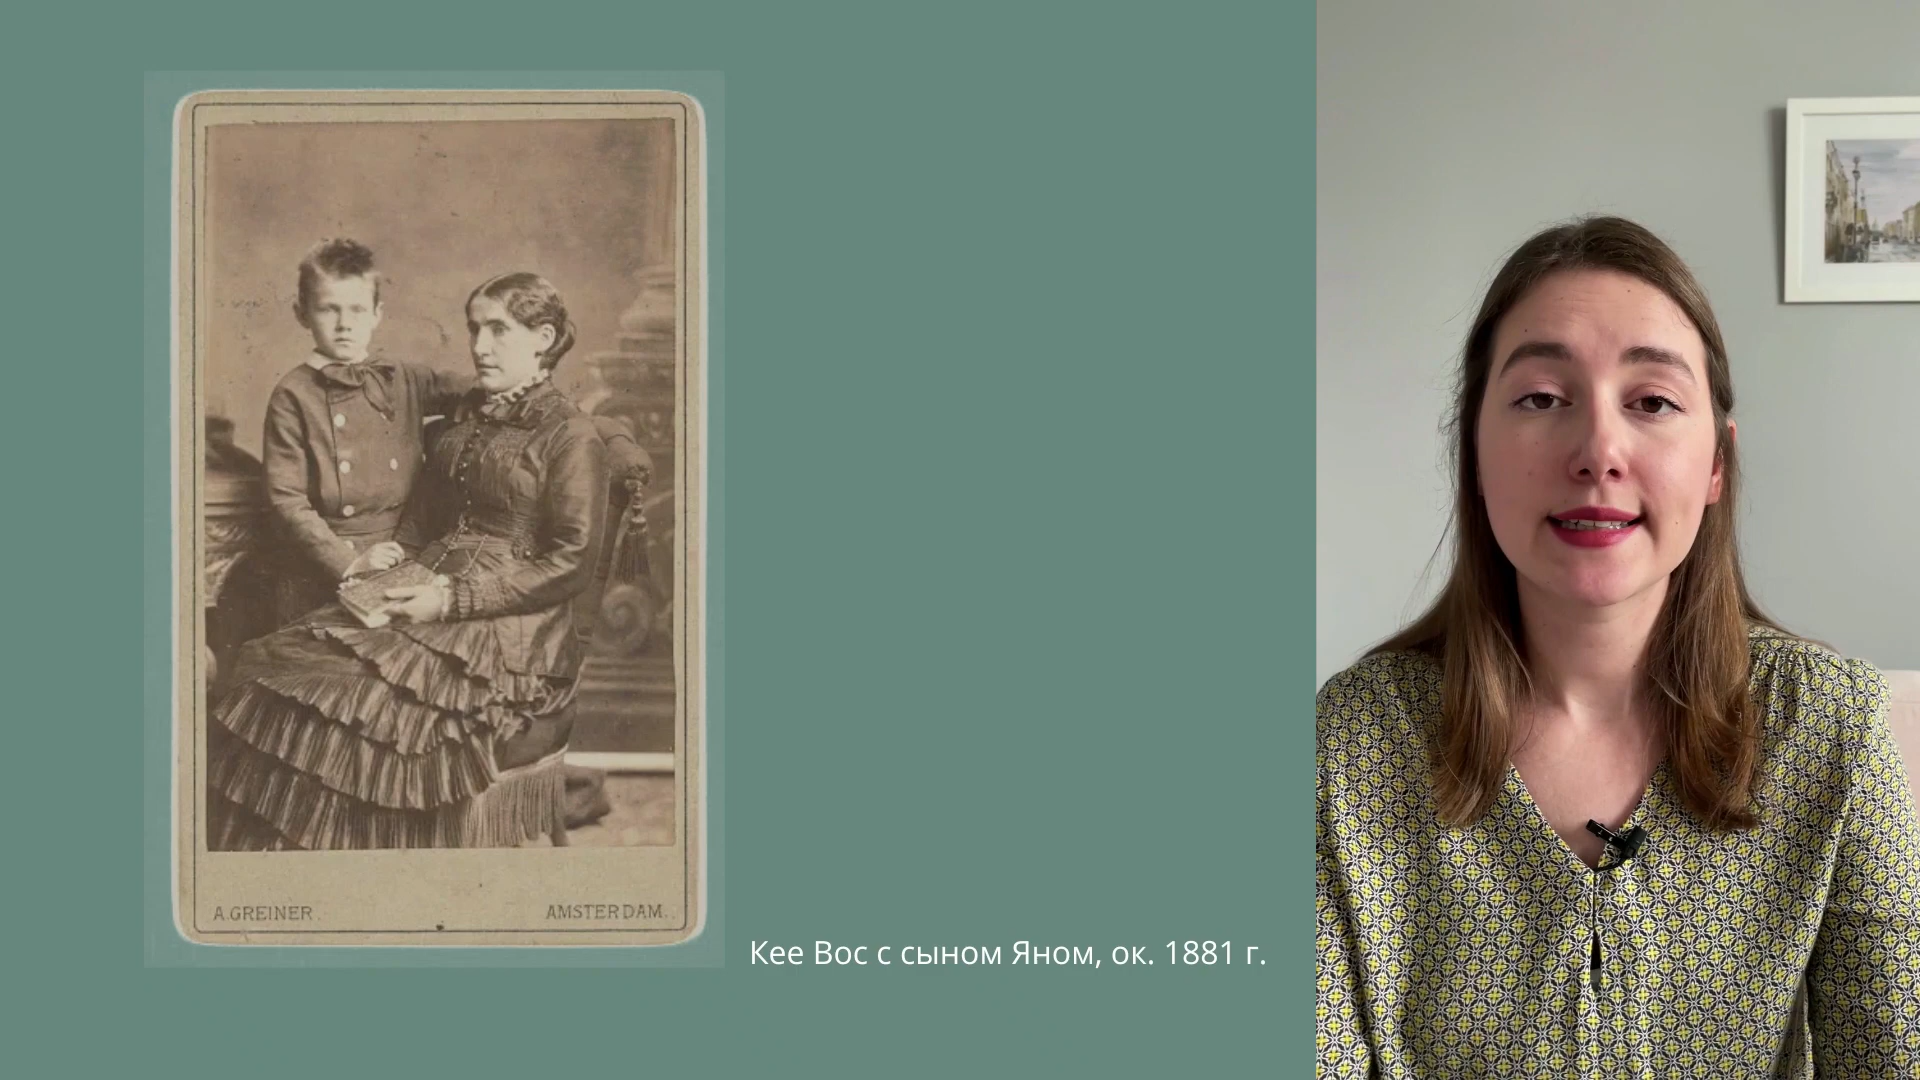 A.GREINER.
AMSTERDAM.
Кее Вос с сыном Яном, ок. 1881 г.